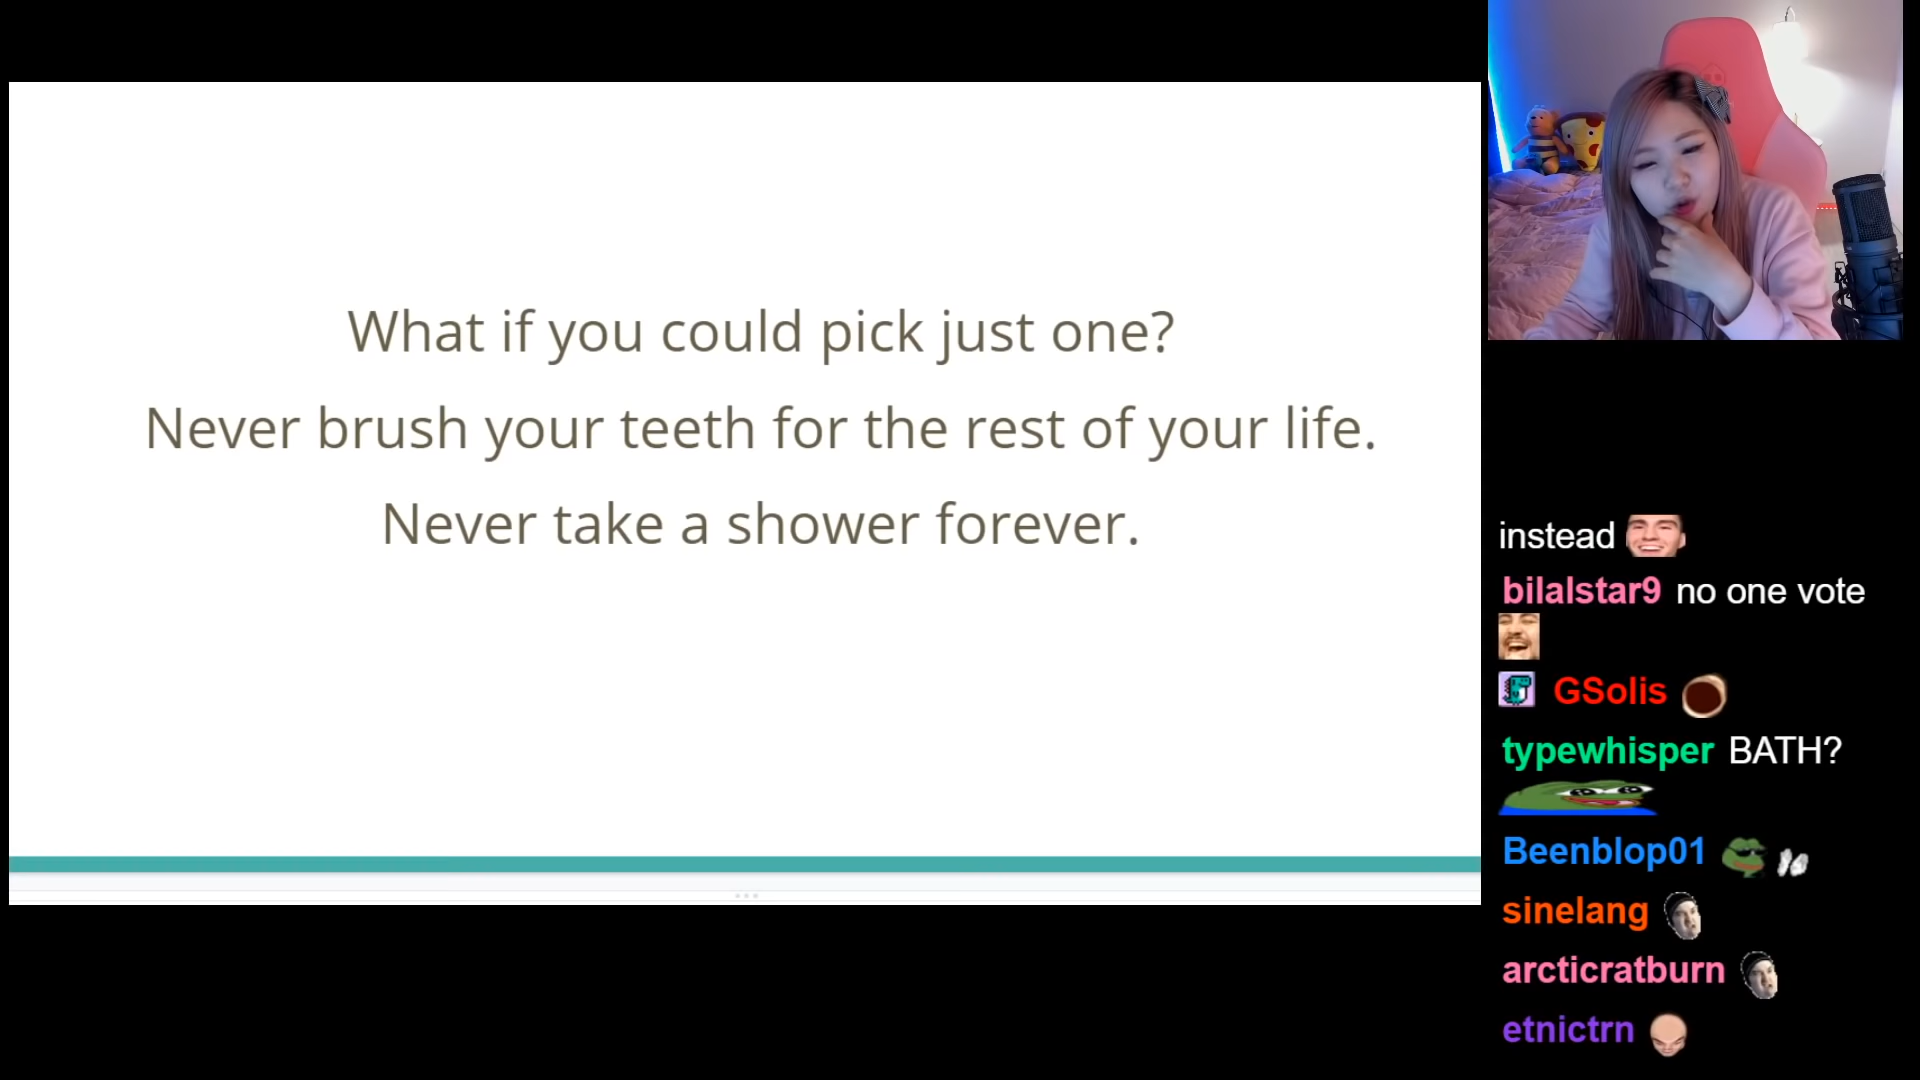 What if you could pick just one?
Never brush your teeth for the rest of your life.
Never take a shower forever.
instead
bilalstar9 no one vote
GSolis
typewhisper BATH?
Beenblop01
sinelang
arcticratburn
etnictrn